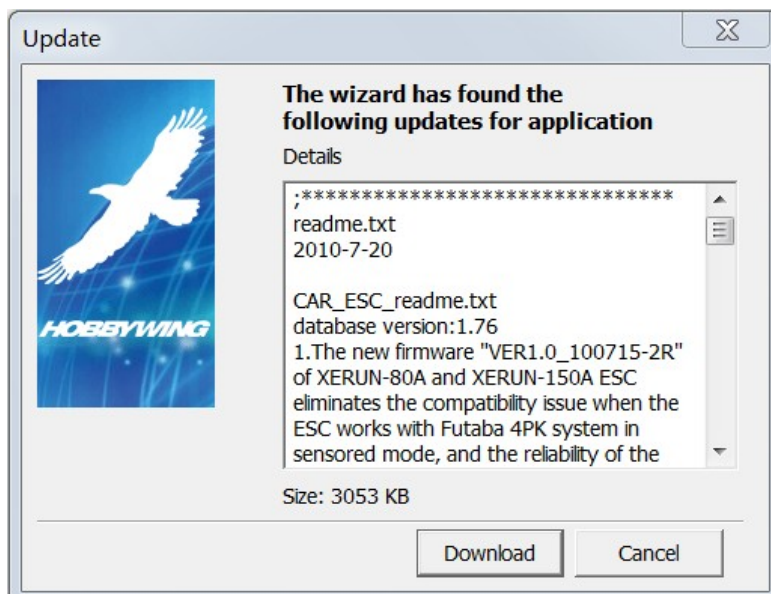 Update
HOBBYWING
The wizard has found the
following updates for application
Details
;*******************************
readme.txt
2010-7-20
CAR_ESC_readme.txt
database version:1.76
1.The new firmware "VER1.0_100715-2R"
of XERUN-80A and XERUN-150A ESC
eliminates the compatibility issue when the
ESC works with Futaba 4PK system in
sensored mode, and the reliability of the
Size: 3053 KB
Download
Cancel